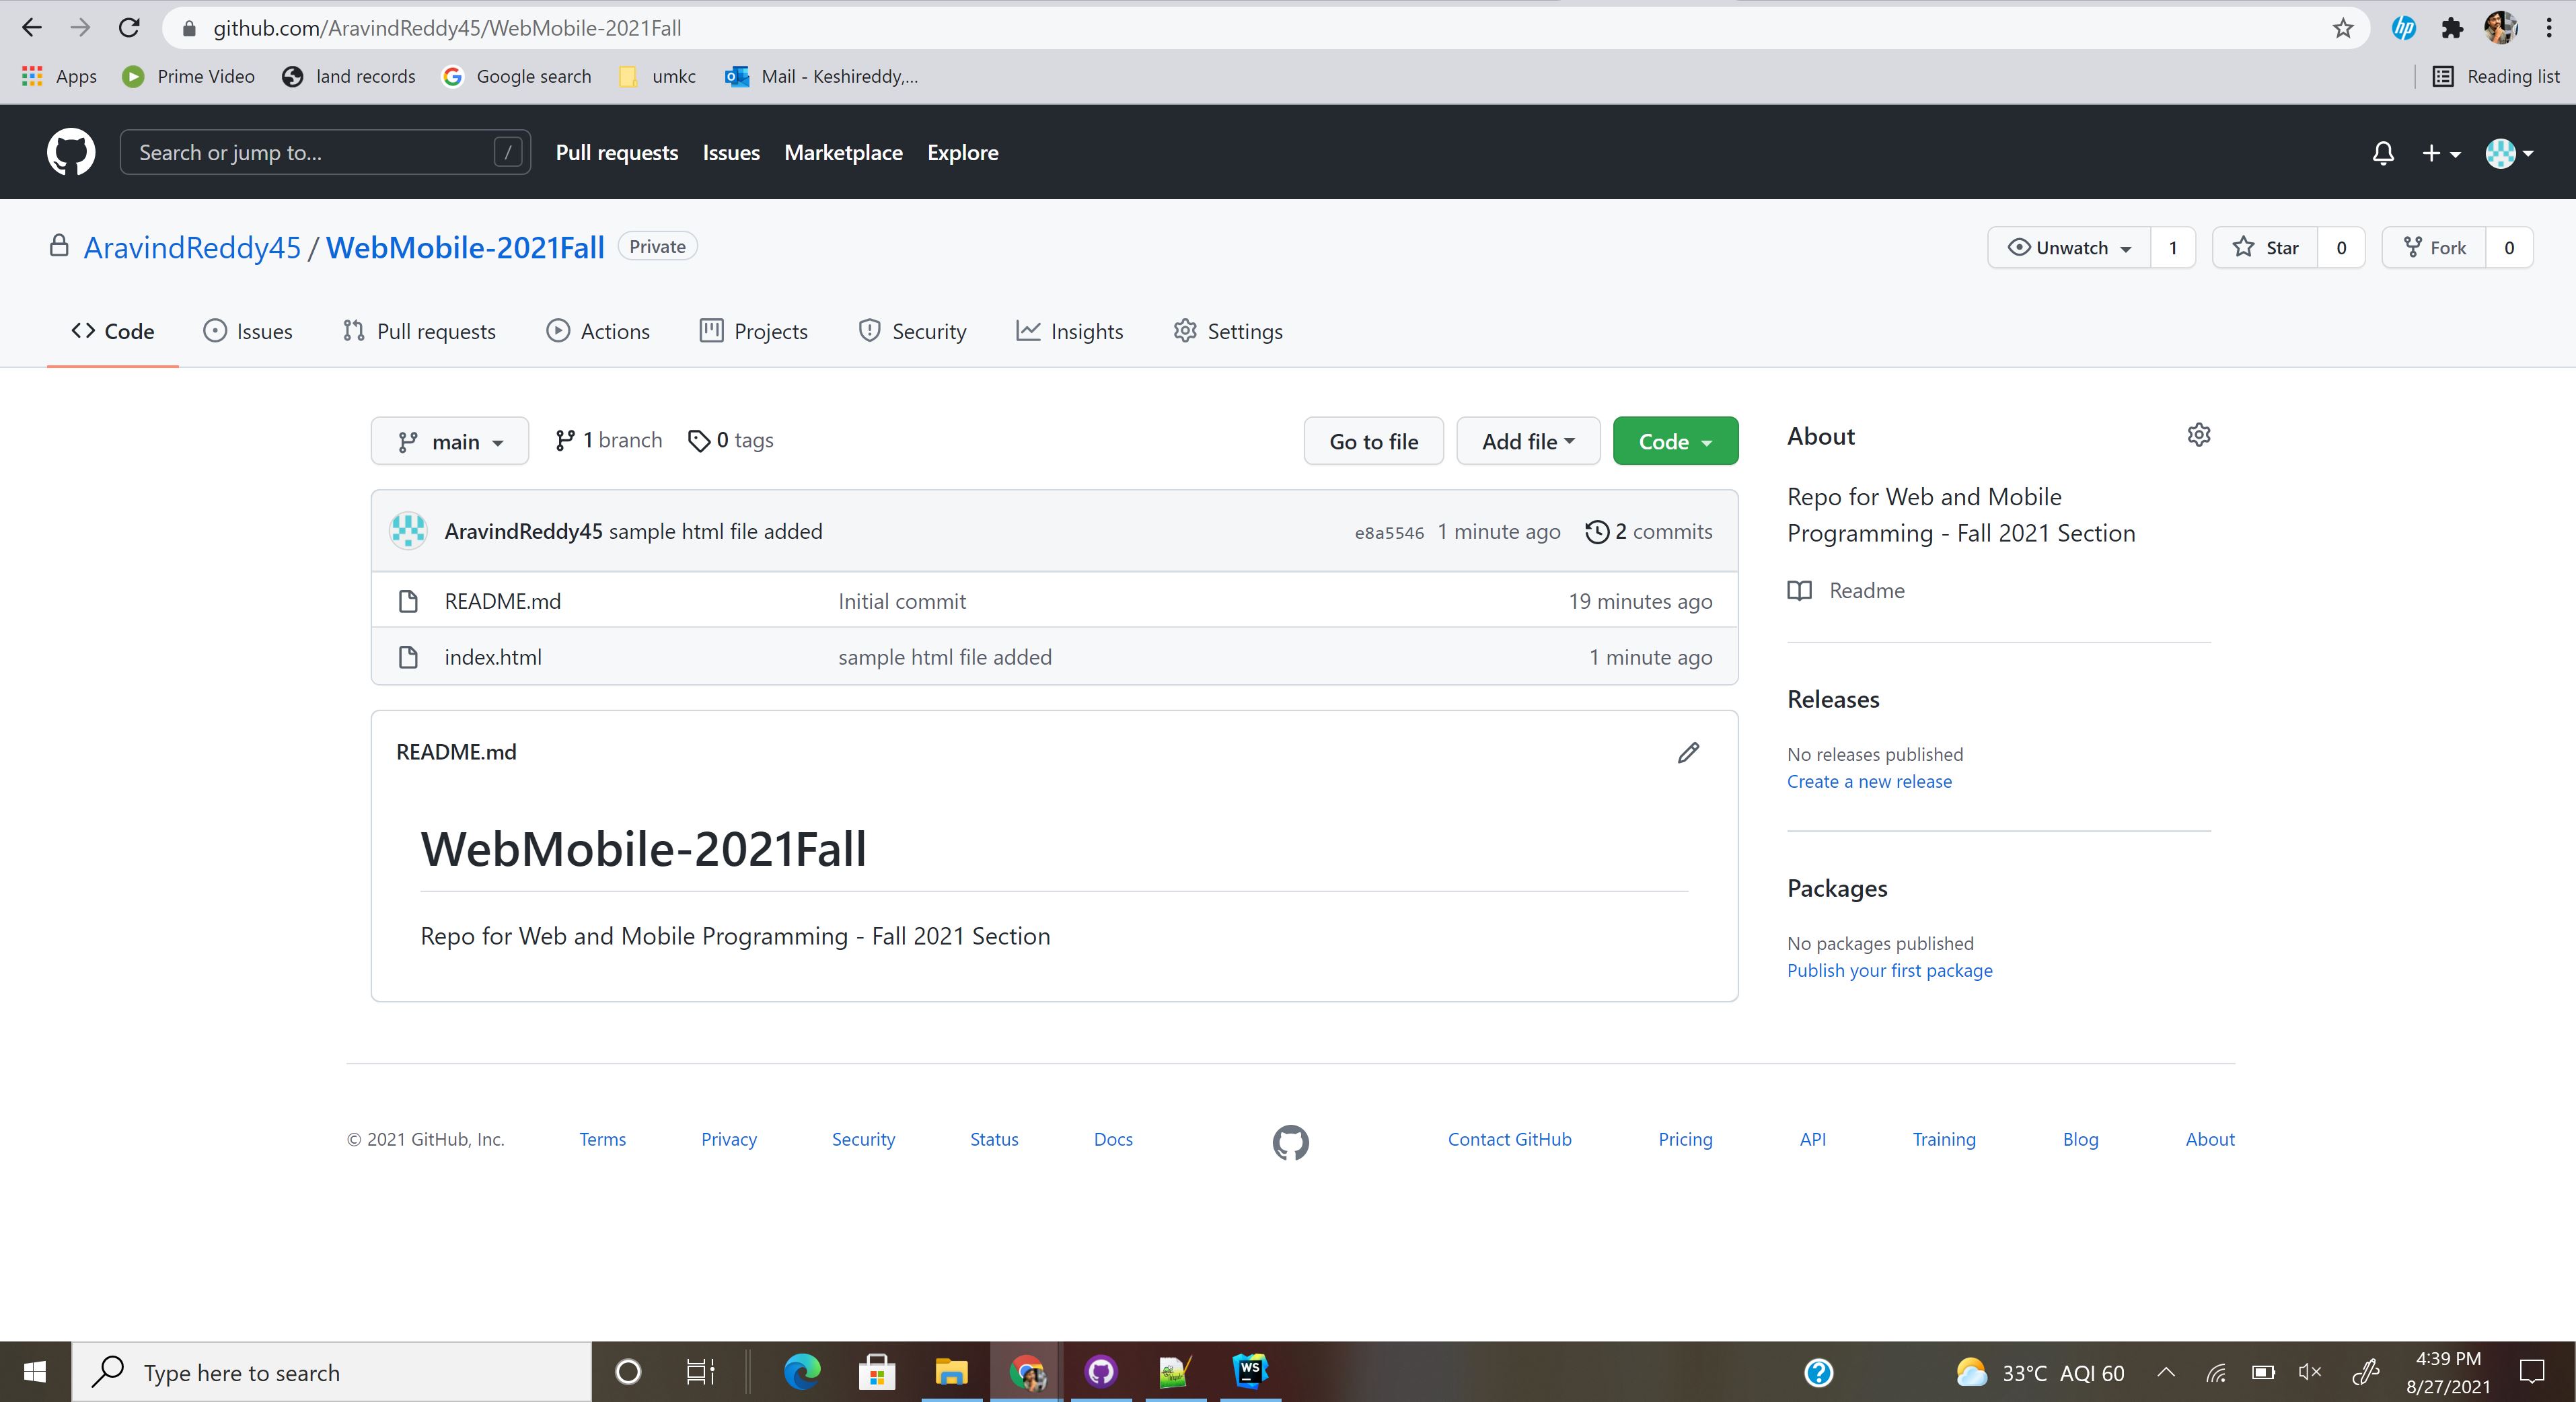 github.com/AravindReddy45/WebMobile-2021Fall
Apps Prime Video land records Google search umkc Mail - Keshireddy,... Reading list
Search or jump to... / Pull requests Issues Marketplace Explore
AravindReddy45 / WebMobile-2021Fall Private Unwatch 1 Star 0 Fork 0
Code Issues Pull requests Actions Projects Security Insights Settings
main 1 branch 0 tags Go to file Add file Code
AravindReddy45 sample html file added e8a5546 1 minute ago 2 commits
README.md Initial commit 19 minutes ago
index.html sample html file added 1 minute ago
README.md
WebMobile-2021Fall
Repo for Web and Mobile Programming - Fall 2021 Section
About
Repo for Web and Mobile
Programming - Fall 2021 Section
Readme
Releases
No releases published
Create a new release
Packages
No packages published
Publish your first package
© 2021 GitHub, Inc. Terms Privacy Security Status Docs Contact GitHub Pricing API Training Blog About
Type here to search WS 33°C AQI 60 4:39 PM
8/27/2021